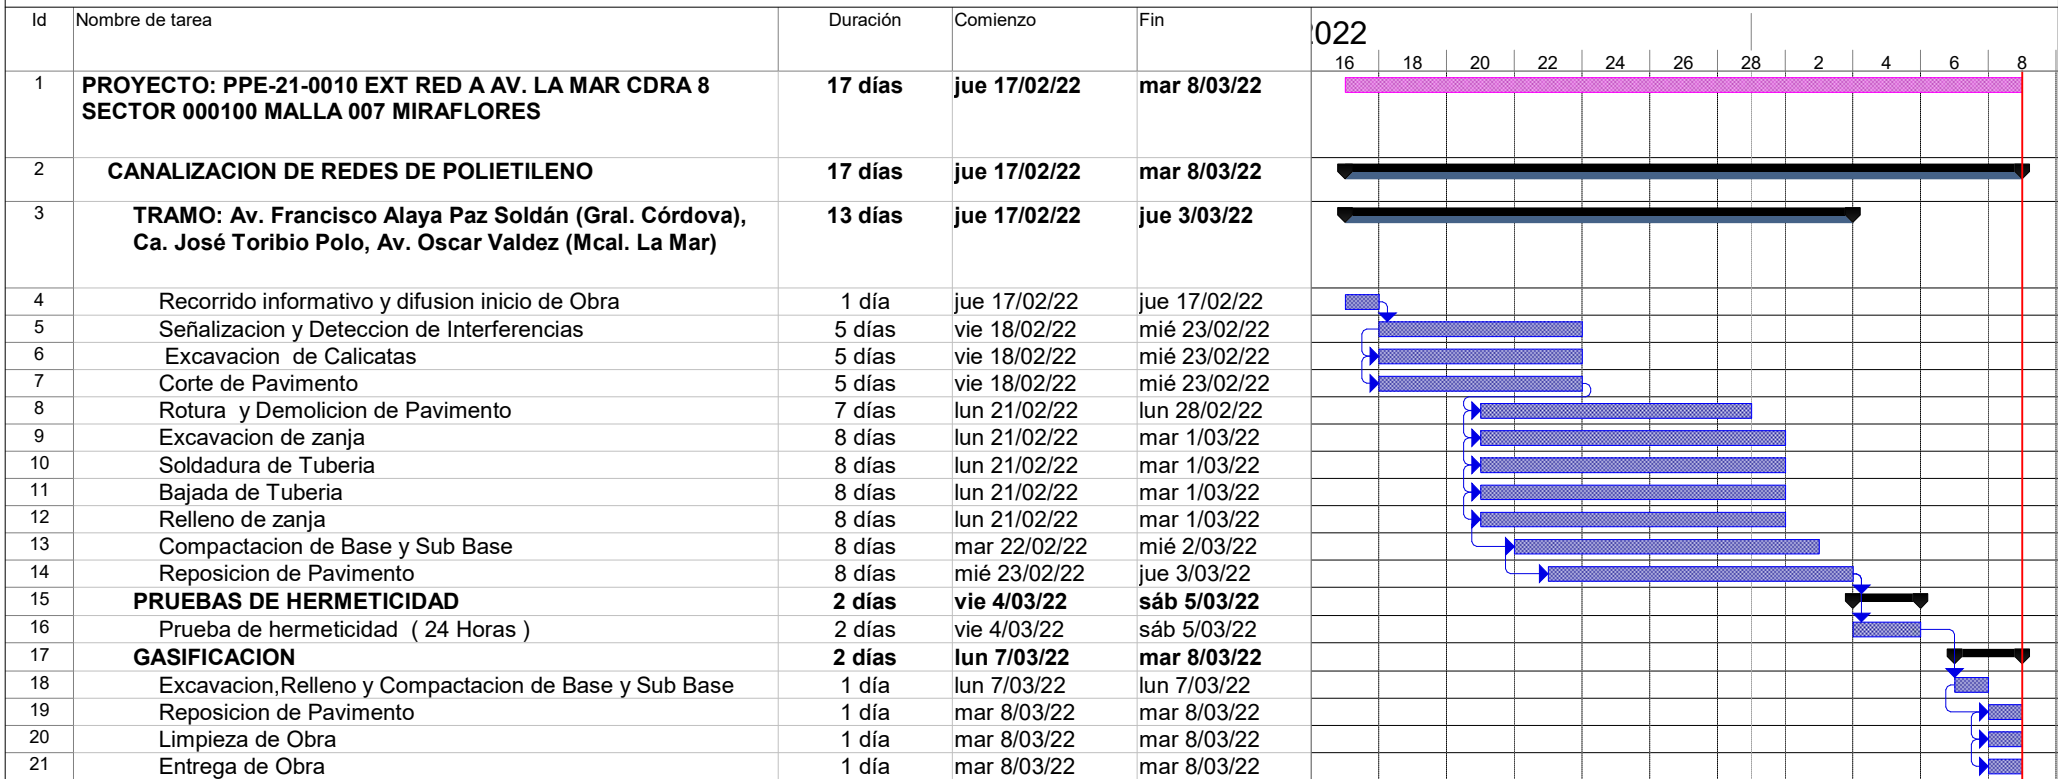 Id Nombre de tarea Duración Comienzo Fin
2022
16 18 20 22 24 26 28 2 4 6 8
1 PROYECTO: PPE-21-0010 EXT RED A AV. LA MAR CDRA 8 17 días jue 17/02/22 mar 8/03/22
SECTOR 000100 MALLA 007 MIRAFLORES
2 CANALIZACION DE REDES DE POLIETILENO 17 días jue 17/02/22 mar 8/03/22
3 TRAMO: Av. Francisco Alaya Paz Soldán (Gral. Córdova), 13 días jue 17/02/22 jue 3/03/22
Ca. José Toribio Polo, Av. Oscar Valdez (Mcal. La Mar)
4 Recorrido informativo y difusion inicio de Obra 1 día jue 17/02/22 jue 17/02/22
5 Señalizacion y Deteccion de Interferencias 5 días vie 18/02/22 mié 23/02/22
6 Excavacion de Calicatas 5 días vie 18/02/22 mié 23/02/22
7 Corte de Pavimento 5 días vie 18/02/22 mié 23/02/22
8 Rotura y Demolicion de Pavimento 7 días lun 21/02/22 lun 28/02/22
9 Excavacion de zanja 8 días lun 21/02/22 mar 1/03/22
10 Soldadura de Tuberia 8 días lun 21/02/22 mar 1/03/22
11 Bajada de Tuberia 8 días lun 21/02/22 mar 1/03/22
12 Relleno de zanja 8 días lun 21/02/22 mar 1/03/22
13 Compactacion de Base y Sub Base 8 días mar 22/02/22 mié 2/03/22
14 Reposicion de Pavimento 8 días mié 23/02/22 jue 3/03/22
15 PRUEBAS DE HERMETICIDAD 2 días vie 4/03/22 sáb 5/03/22
16 Prueba de hermeticidad ( 24 Horas ) 2 días vie 4/03/22 sáb 5/03/22
17 GASIFICACION 2 días lun 7/03/22 mar 8/03/22
18 Excavacion,Relleno y Compactacion de Base y Sub Base 1 día lun 7/03/22 lun 7/03/22
19 Reposicion de Pavimento 1 día mar 8/03/22 mar 8/03/22
20 Limpieza de Obra 1 día mar 8/03/22 mar 8/03/22
21 Entrega de Obra 1 día mar 8/03/22 mar 8/03/22